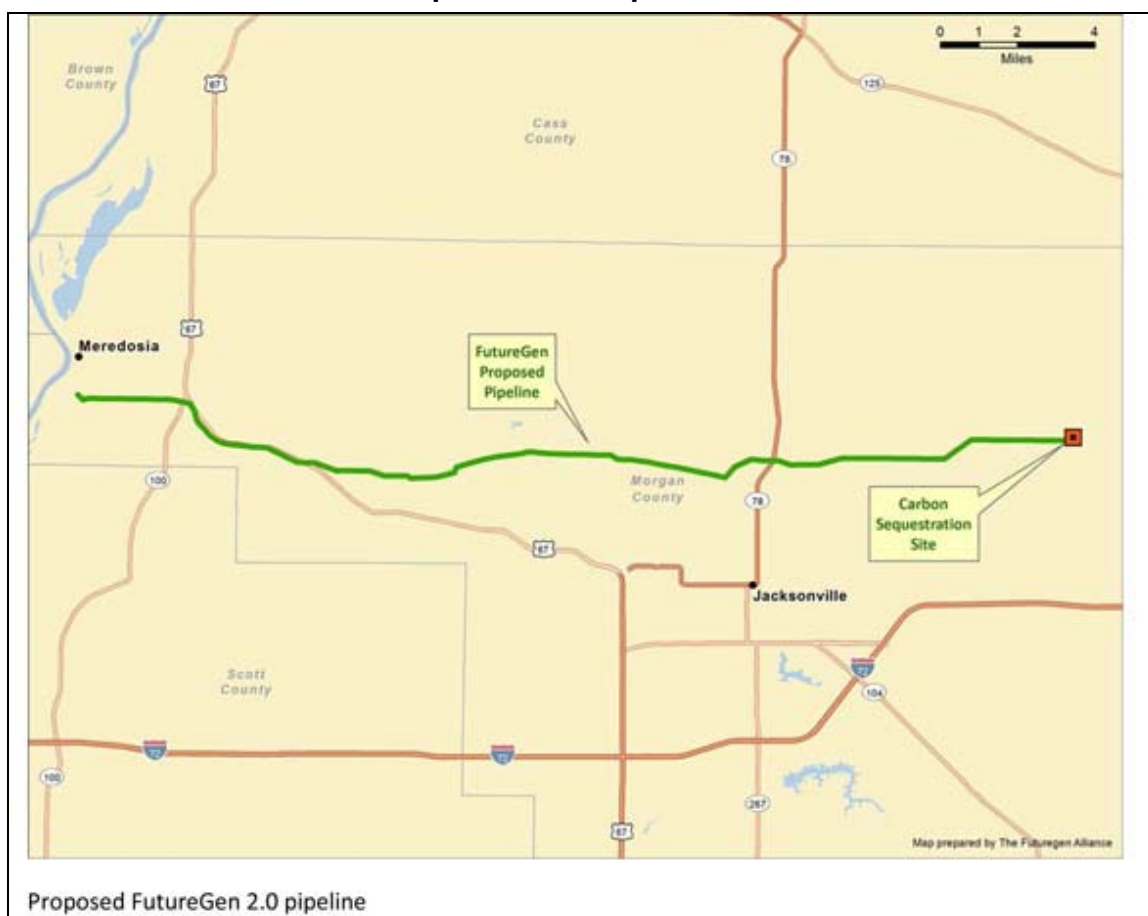 0 1 2 4
Miles
Brown
County
67
125
Cass
County
78
67
Meredosia
FutureGen
Proposed
Pipeline
100
Morgan
County
78
Carbon
Sequestration
Site
67
Jacksonville
Scott
County
72
104
72
72
100
267
67
Map prepared by The Futuregen Alliance
Proposed FutureGen 2.0 pipeline